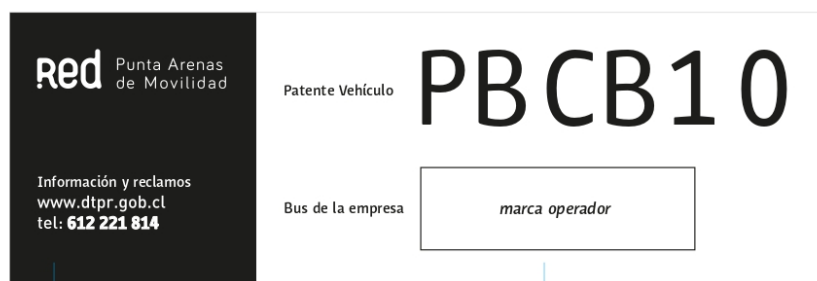 Red Punta Arenas
de Movilidad
Información y reclamos
www.dtpr.gob.cl
tel: 612 221 814
Patente Vehículo PBCB10
Bus de la empresa marca operador